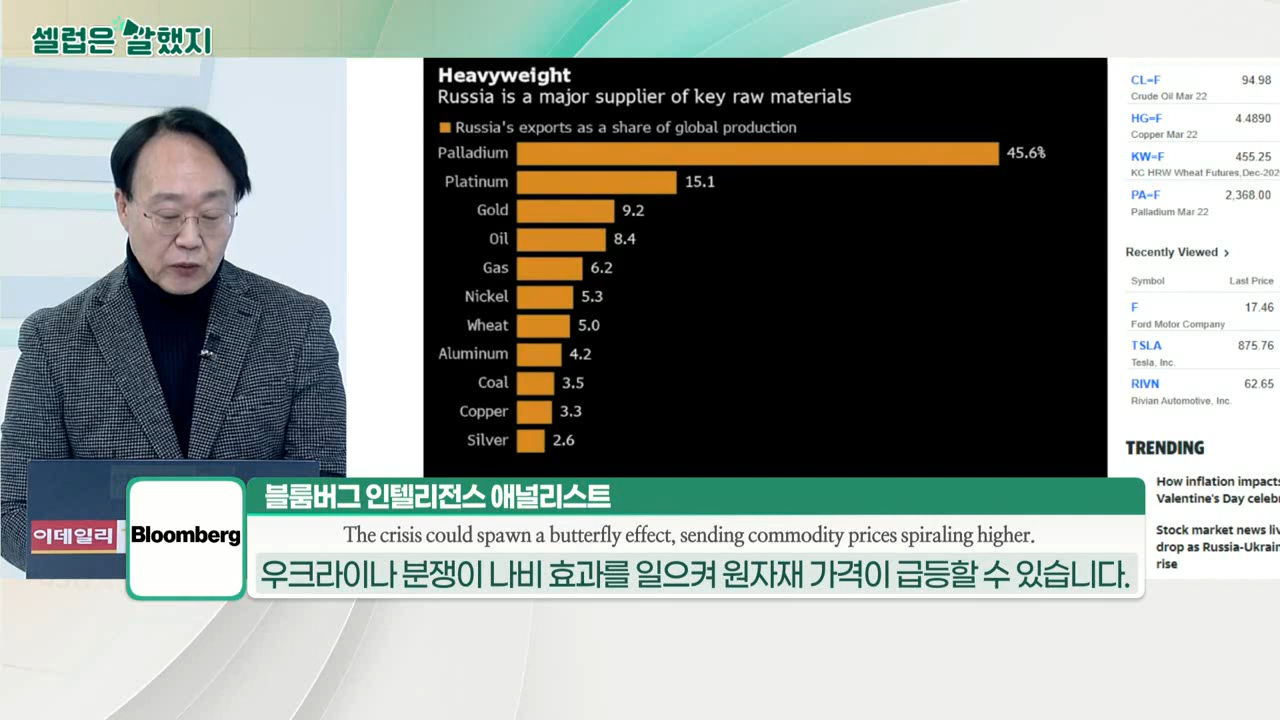 셀럽은 말했지
Heavyweight
Russia is a major supplier of key raw materials
Russia's exports as a share of global production
Palladium 45.6%
Platinum 15.1
Gold 9.2
Oil 8.4
Gas 6.2
Nickel 5.3
Wheat 5.0
Aluminum 4.2
Coal 3.5
Copper 3.3
Silver 2.6
CL=F 94.98
Crude Oil Mar 22
HG=F 4.4890
Copper Mar 22
KW=F 455.25
KC HRW Wheat Futures,Dec-202
PA=F 2,368.00
Palladium Mar 22
Recently Viewed
Symbol Last Price
F 17.46
Ford Motor Company
TSLA 875.76
Tesla, Inc.
RIVN 62.65
Rivian Automotive, Inc.
TRENDING
How inflation impacts
Valentine's Day celebr
Stock market news liv
drop as Russia-Ukrain
rise
이데일리
Bloomberg
블룸버그 인텔리전스 애널리스트
The crisis could spawn a butterfly effect, sending commodity prices spiraling higher.
우크라이나 분쟁이 나비 효과를 일으켜 원자재 가격이 급등할 수 있습니다.